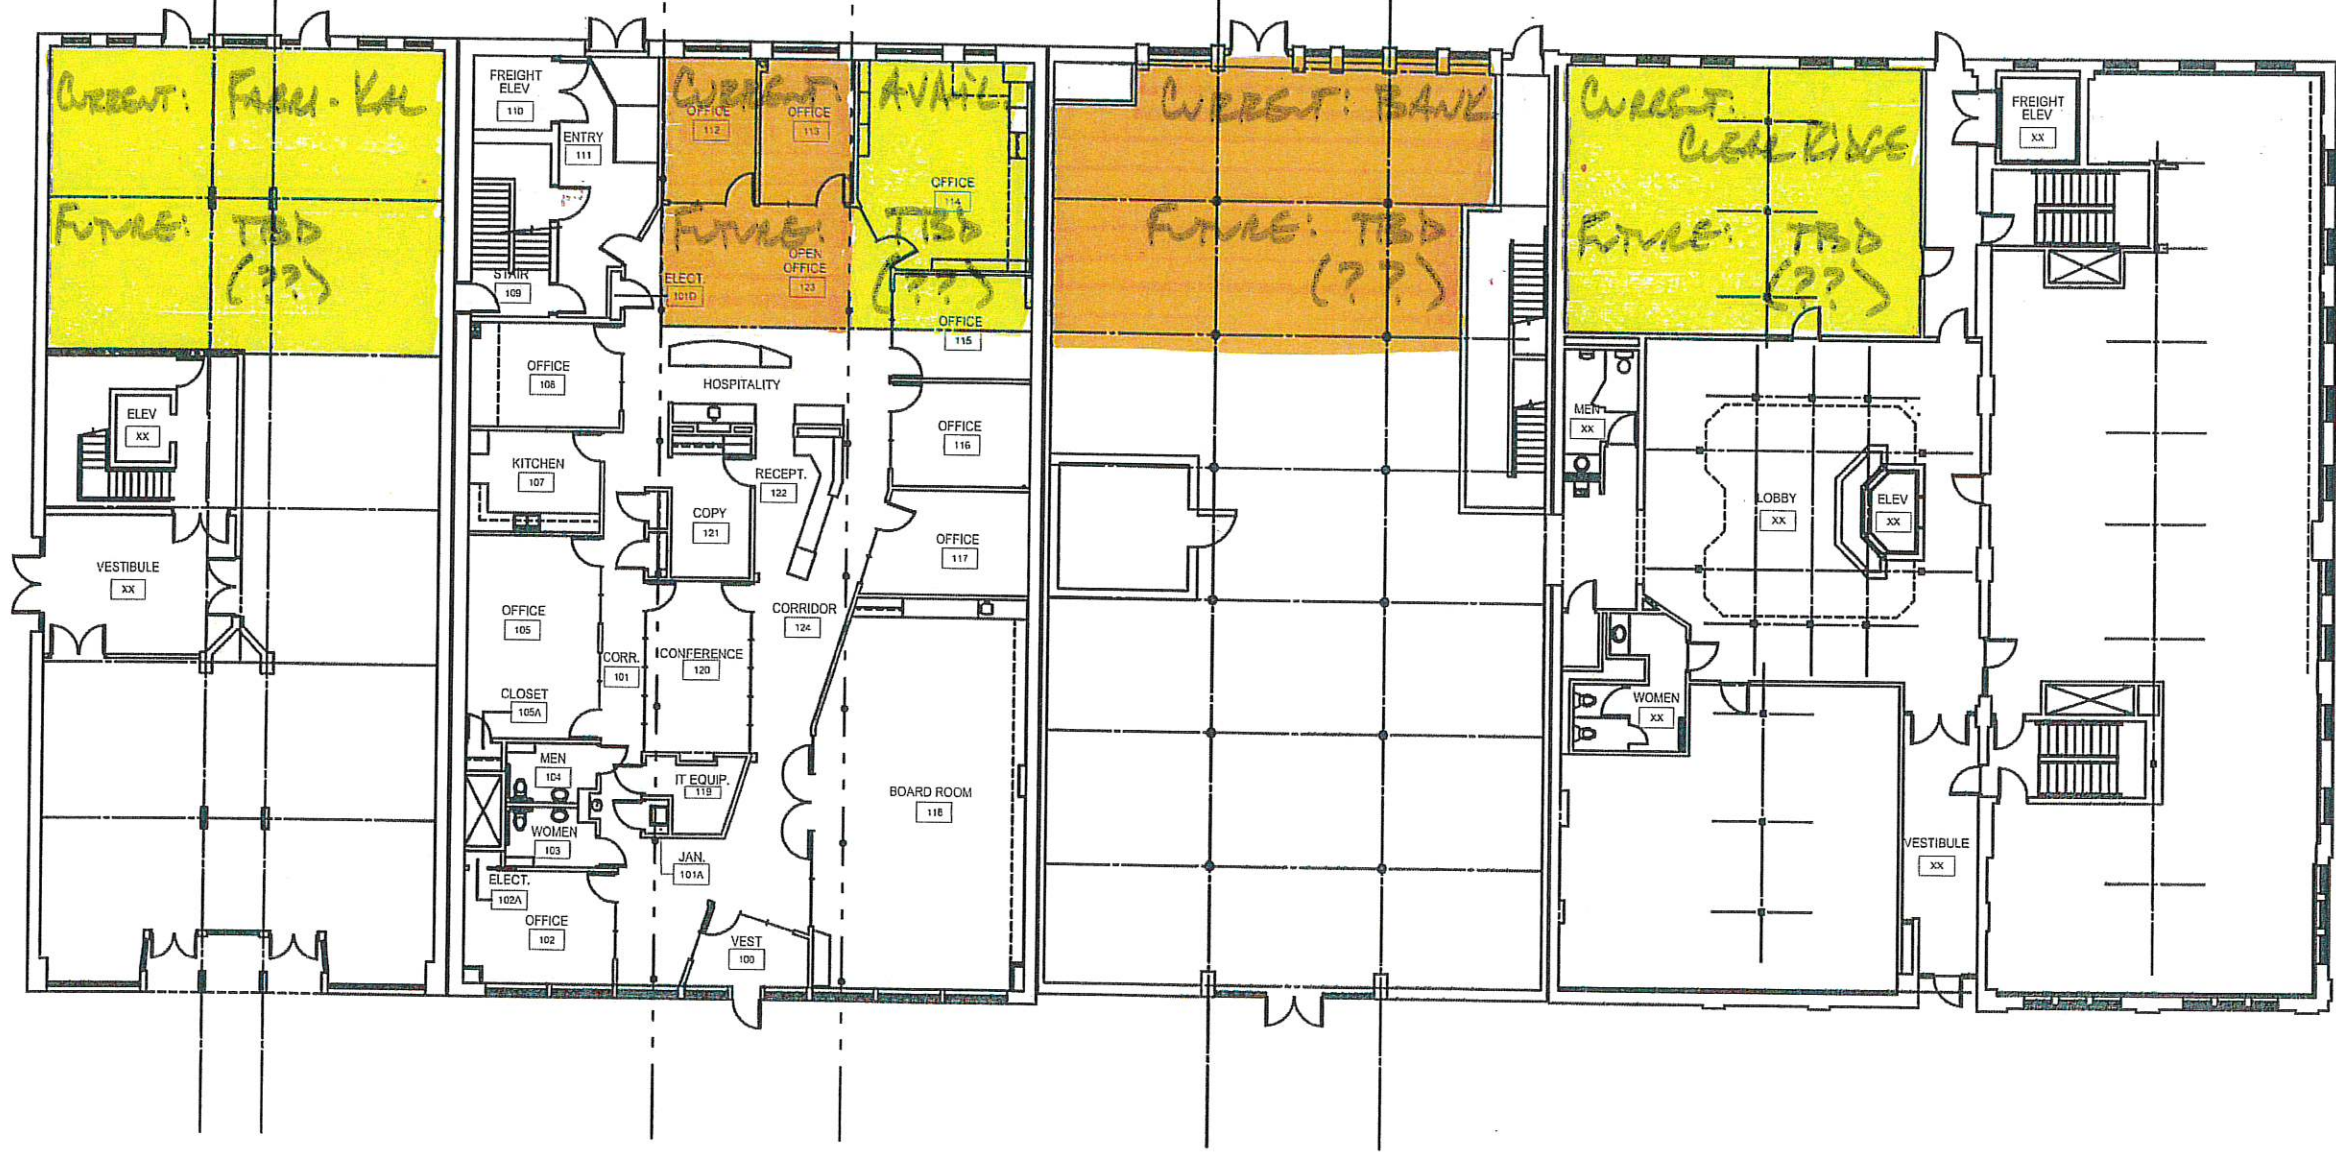 CURRENT: FARM-KAL
FUTURE: TBD
(??)
ELEV
XX
VESTIBULE
XX
FREIGHT
ELEV
110
ENTRY
111
STAIR
109
CURRENT: AVAIL.
OFFICE
112
OFFICE
113
OFFICE
114
FUTURE: TBD
(??)
OPEN
OFFICE
123
ELECT.
101D
OFFICE
115
OFFICE
108
HOSPITALITY
KITCHEN
107
COPY
121
RECEPT.
122
OFFICE
116
OFFICE
117
OFFICE
105
CORR.
101
CONFERENCE
120
CORRIDOR
124
CLOSET
105A
MEN
104
WOMEN
103
IT EQUIP.
119
JAN.
101A
ELECT.
102A
OFFICE
102
VEST
100
BOARD ROOM
118
CURRENT: BANK
FUTURE: TBD
(??)
CURRENT:
CLEAR RIDGE
FUTURE: TBD
(??)
FREIGHT
ELEV
XX
MEN
XX
LOBBY
XX
ELEV
XX
WOMEN
XX
VESTIBULE
XX